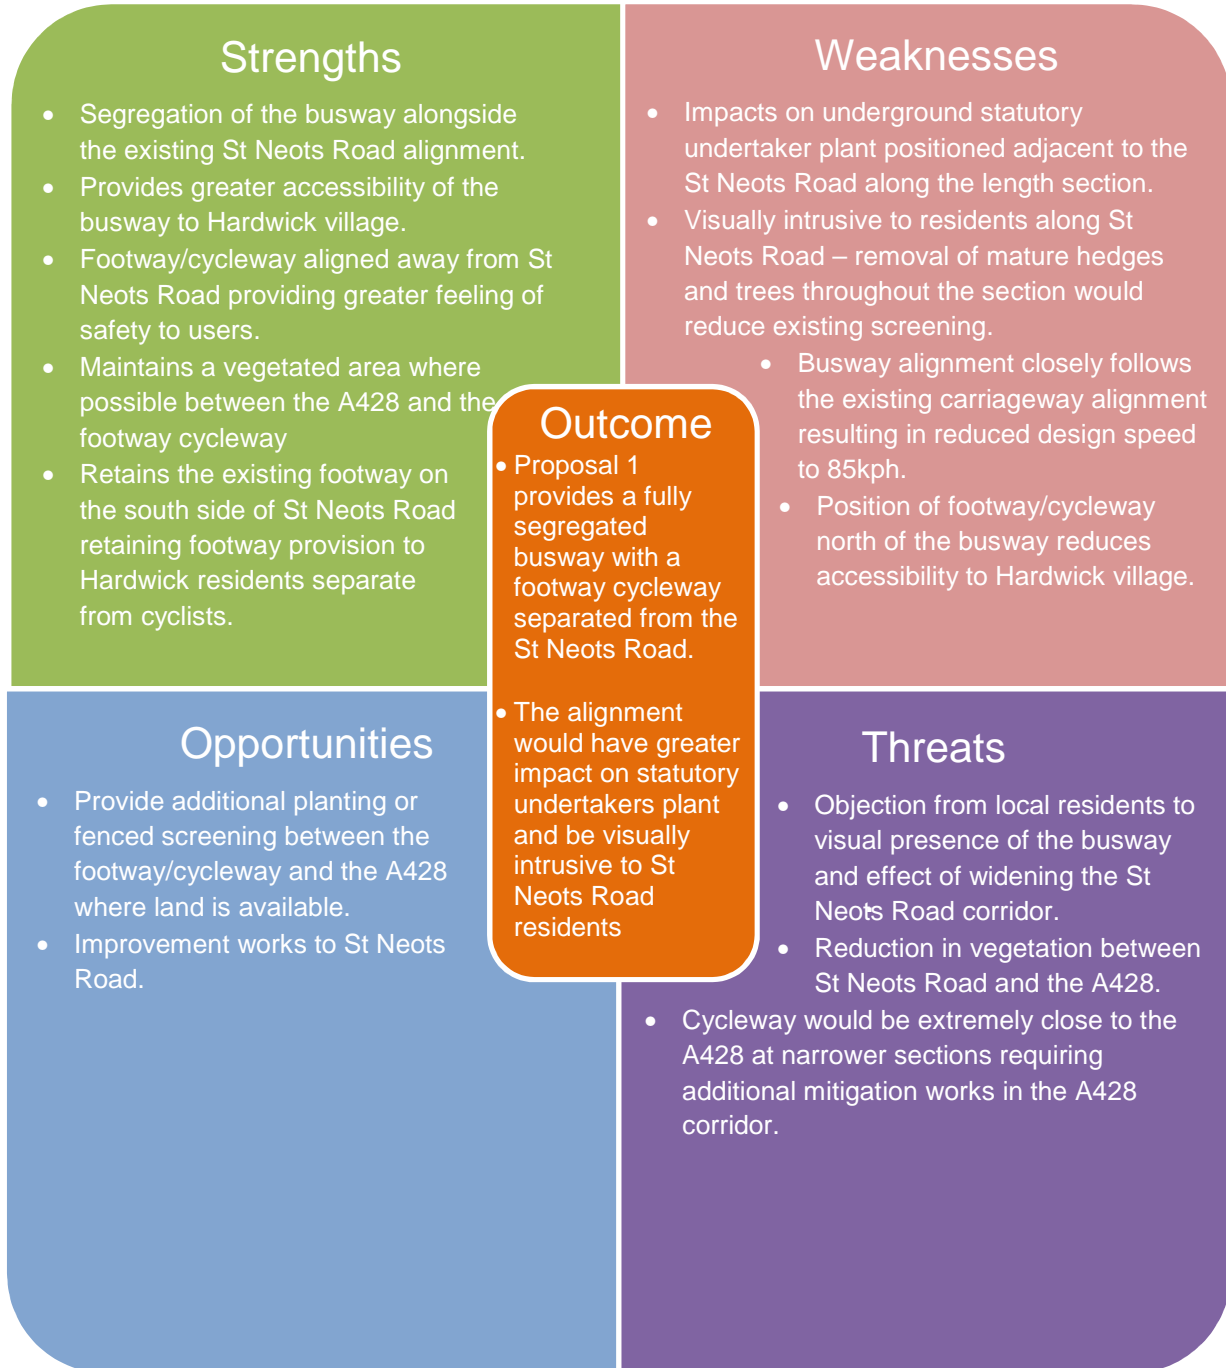 Strengths
• Segregation of the busway alongside
the existing St Neots Road alignment.
• Provides greater accessibility of the
busway to Hardwick village.
• Footway/cycleway aligned away from St
Neots Road providing greater feeling of
safety to users.
• Maintains a vegetated area where
possible between the A428 and the
footway cycleway
• Retains the existing footway on
the south side of St Neots Road
retaining footway provision to
Hardwick residents separate
from cyclists.
Weaknesses
• Impacts on underground statutory
undertaker plant positioned adjacent to the
St Neots Road along the length section.
• Visually intrusive to residents along St
Neots Road – removal of mature hedges
and trees throughout the section would
reduce existing screening.
• Busway alignment closely follows
the existing carriageway alignment
resulting in reduced design speed
to 85kph.
• Position of footway/cycleway
north of the busway reduces
accessibility to Hardwick village.
Outcome
• Proposal 1
provides a fully
segregated
busway with a
footway cycleway
separated from the
St Neots Road.
• The alignment
would have greater
impact on statutory
undertakers plant
and be visually
intrusive to St
Neots Road
residents
Opportunities
• Provide additional planting or
fenced screening between the
footway/cycleway and the A428
where land is available.
• Improvement works to St Neots
Road.
Threats
• Objection from local residents to
visual presence of the busway
and effect of widening the St
Neots Road corridor.
• Reduction in vegetation between
St Neots Road and the A428.
• Cycleway would be extremely close to the
A428 at narrower sections requiring
additional mitigation works in the A428
corridor.